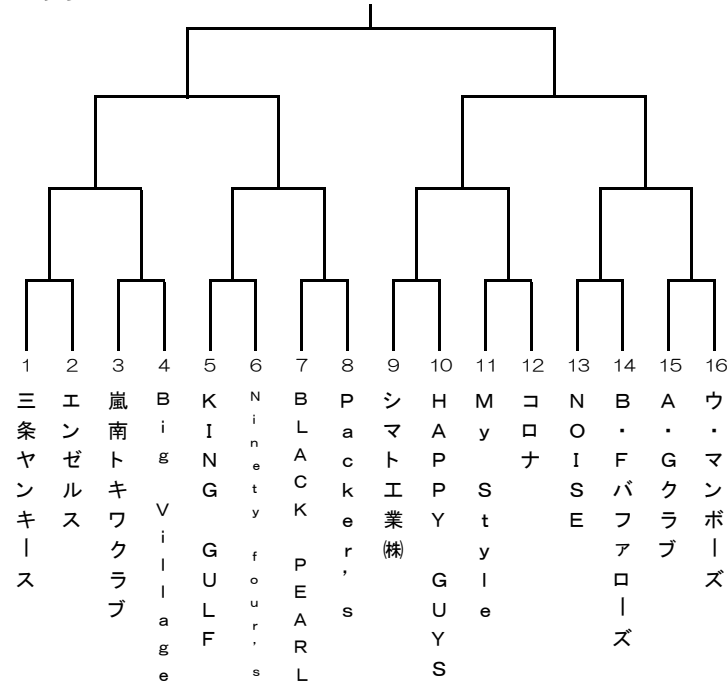 1 2 3 4 5 6 7 8 9 10 11 12 13 14 15 16
三条ヤンキース
エンゼルス
嵐南トキワクラブ
Big Village
KING GULF
Ninety four's
BLACK PEARL
Packer's
シマト工業㈱
HAPPY GUYS
My Style
コロナ
NOISE
B・Fバファローズ
A・Gクラブ
ウ・マンボーズ